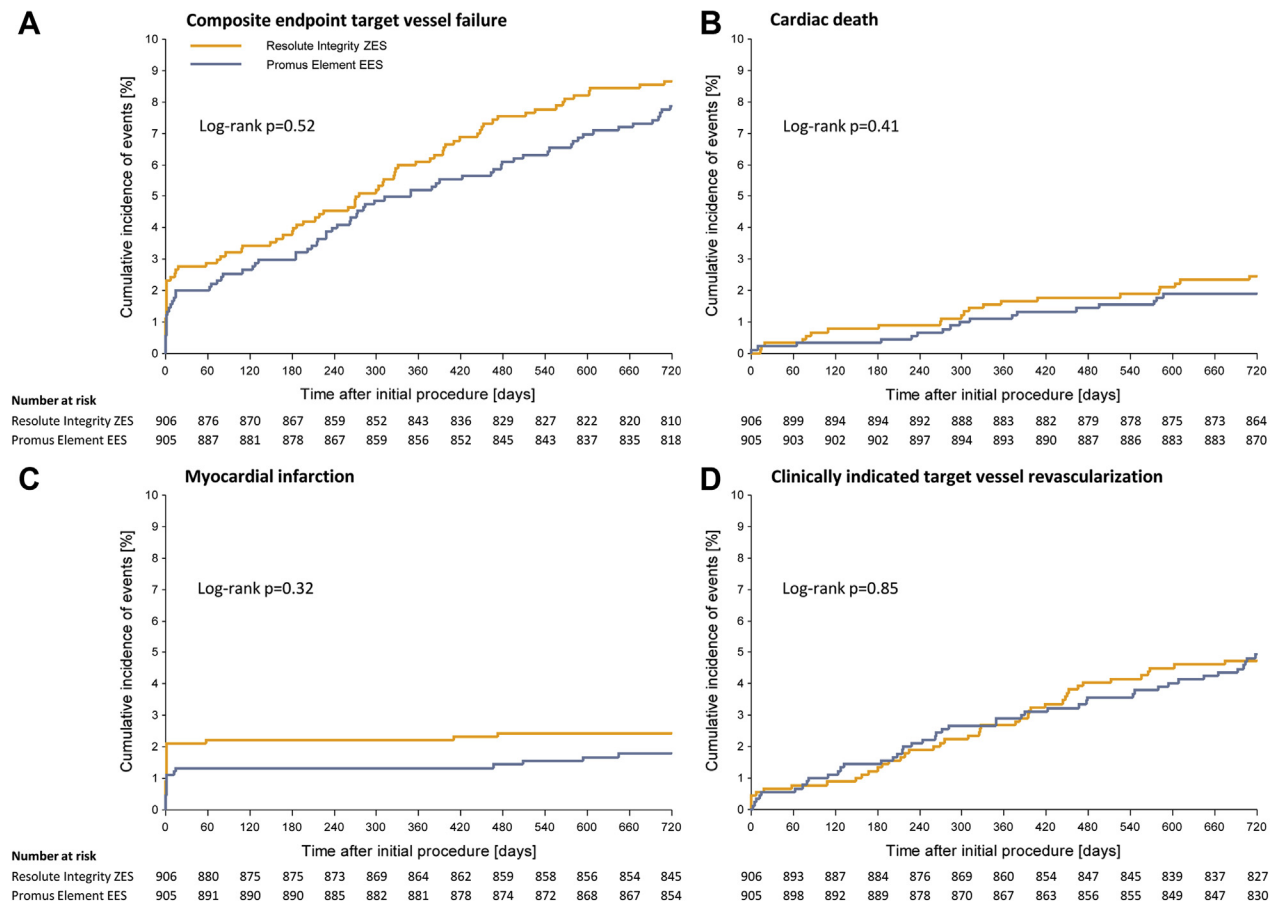 A
Composite endpoint target vessel failure
Cumulative incidence of events [%]
10
9
8
7
6
5
4
3
2
1
0
Resolute Integrity ZES
Promus Element EES
Log-rank p=0.52
0 60 120 180 240 300 360 420 480 540 600 660 720
Time after initial procedure [days]
Number at risk
Resolute Integrity ZES 906 876 870 867 859 852 843 836 829 827 822 820 810
Promus Element EES 905 887 881 878 867 859 856 852 845 843 837 835 818
B
Cardiac death
Cumulative incidence of events [%]
10
9
8
7
6
5
4
3
2
1
0
Log-rank p=0.41
0 60 120 180 240 300 360 420 480 540 600 660 720
Time after initial procedure [days]
906 899 894 894 892 888 883 882 879 878 875 873 864
905 903 902 902 897 894 893 890 887 886 883 883 870
C
Myocardial infarction
Cumulative incidence of events [%]
10
9
8
7
6
5
4
3
2
1
0
Log-rank p=0.32
0 60 120 180 240 300 360 420 480 540 600 660 720
Time after initial procedure [days]
Number at risk
Resolute Integrity ZES 906 880 875 875 873 869 864 862 859 858 856 854 845
Promus Element EES 905 891 890 890 885 882 881 878 874 872 868 867 854
D
Clinically indicated target vessel revascularization
Cumulative incidence of events [%]
10
9
8
7
6
5
4
3
2
1
0
Log-rank p=0.85
0 60 120 180 240 300 360 420 480 540 600 660 720
Time after initial procedure [days]
906 893 887 884 876 869 860 854 847 845 839 837 827
905 898 892 889 878 870 867 863 856 855 849 847 830